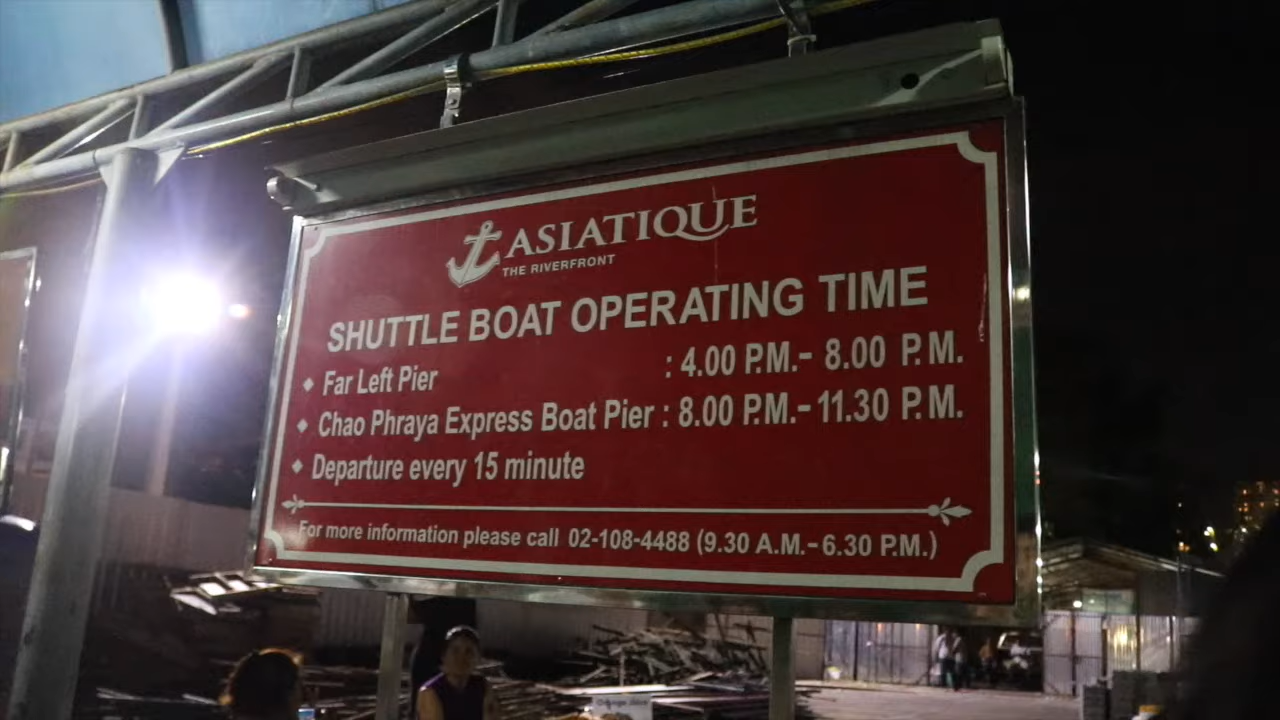 ASIATIQUE
THE RIVERFRONT
SHUTTLE BOAT OPERATING TIME
Far Left Pier : 4.00 P.M.- 8.00 P.M.
Chao Phraya Express Boat Pier : 8.00 P.M.- 11.30 P.M.
Departure every 15 minute
For more information please call 02-108-4488 (9.30 A.M.- 6.30 P.M.)